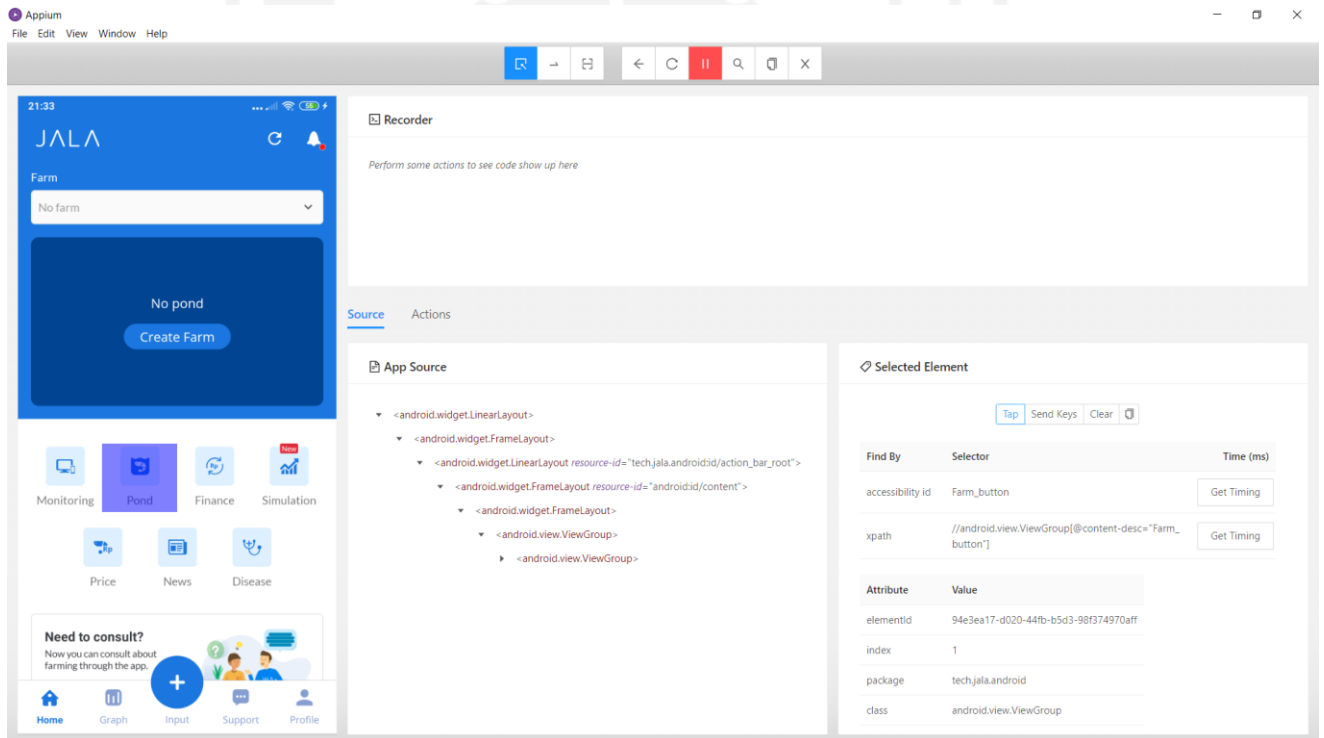 Appium
File Edit View Window Help
21:33
56
JALA
Farm
No farm
No pond
Create Farm
New
Monitoring Pond Finance Simulation
Price News Disease
Need to consult?
Now you can consult about
farming through the app.
Home Graph Input Support Profile
Recorder
Perform some actions to see code show up here
Source Actions
App Source
<android.widget.LinearLayout>
<android.widget.FrameLayout>
<android.widget.LinearLayout resource-id="tech.jala.android:id/action_bar_root">
<android.widget.FrameLayout resource-id="android:id/content">
<android.widget.FrameLayout>
<android.view.ViewGroup>
<android.view.ViewGroup>
Selected Element
Tap Send Keys Clear
Find By Selector Time (ms)
accessibility id Farm_button Get Timing
xpath //android.view.ViewGroup[@content-desc="Farm_
button"] Get Timing
Attribute Value
elementId 94e3ea17-d020-44fb-b5d3-98f374970aff
index 1
package tech.jala.android
class android.view.ViewGroup